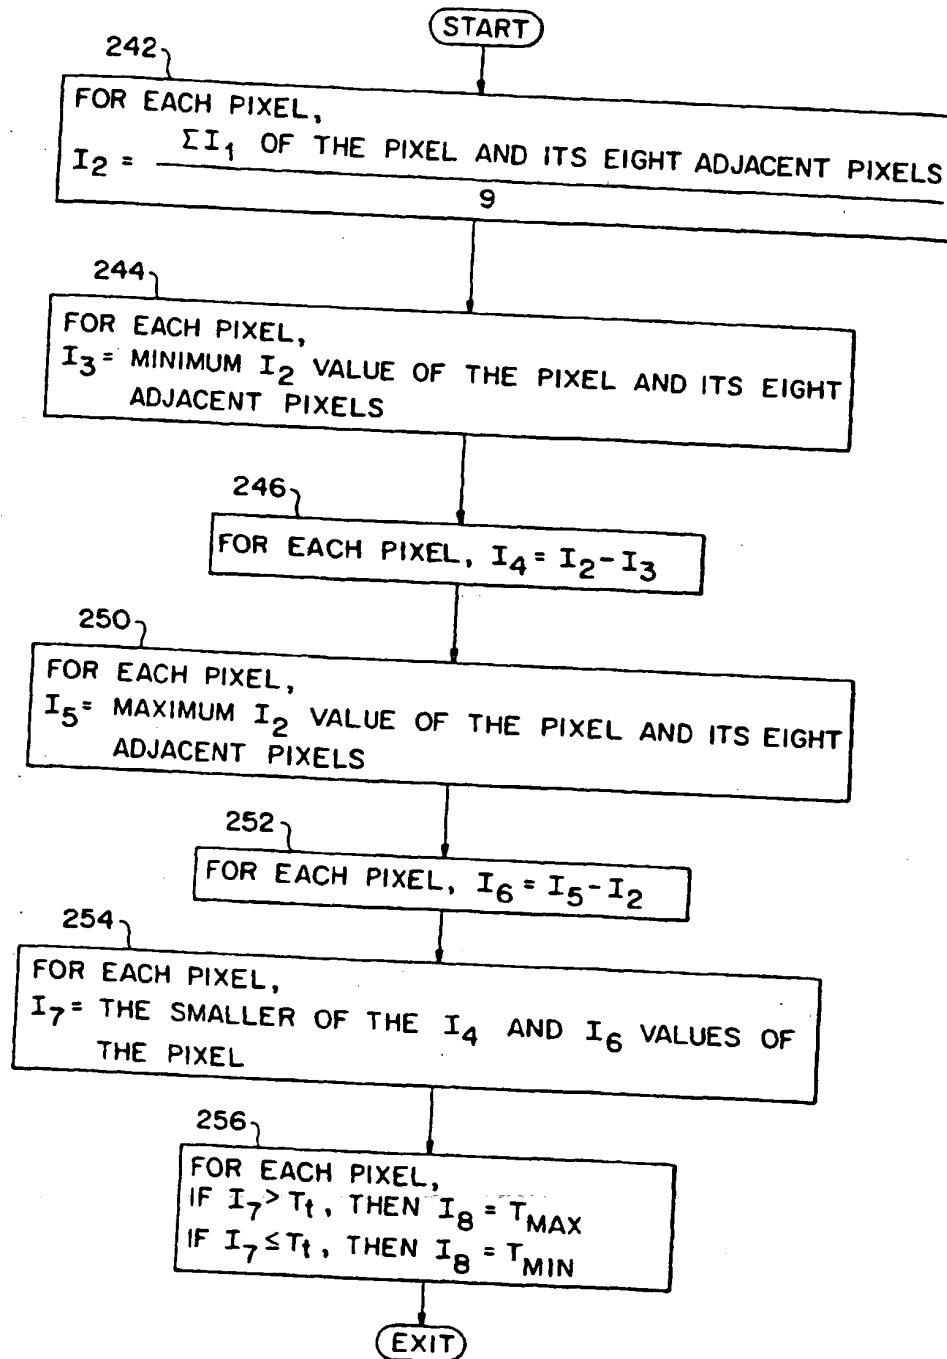 START
242
FOR EACH PIXEL,
I2 = ΣI1 OF THE PIXEL AND ITS EIGHT ADJACENT PIXELS
9
244
FOR EACH PIXEL,
I3 = MINIMUM I2 VALUE OF THE PIXEL AND ITS EIGHT
ADJACENT PIXELS
246
FOR EACH PIXEL, I4 = I2 - I3
250
FOR EACH PIXEL,
I5 = MAXIMUM I2 VALUE OF THE PIXEL AND ITS EIGHT
ADJACENT PIXELS
252
FOR EACH PIXEL, I6 = I5 - I2
254
FOR EACH PIXEL,
I7 = THE SMALLER OF THE I4 AND I6 VALUES OF
THE PIXEL
256
FOR EACH PIXEL,
IF I7 > Tt, THEN I8 = TMAX
IF I7 ≤ Tt, THEN I8 = TMIN
EXIT